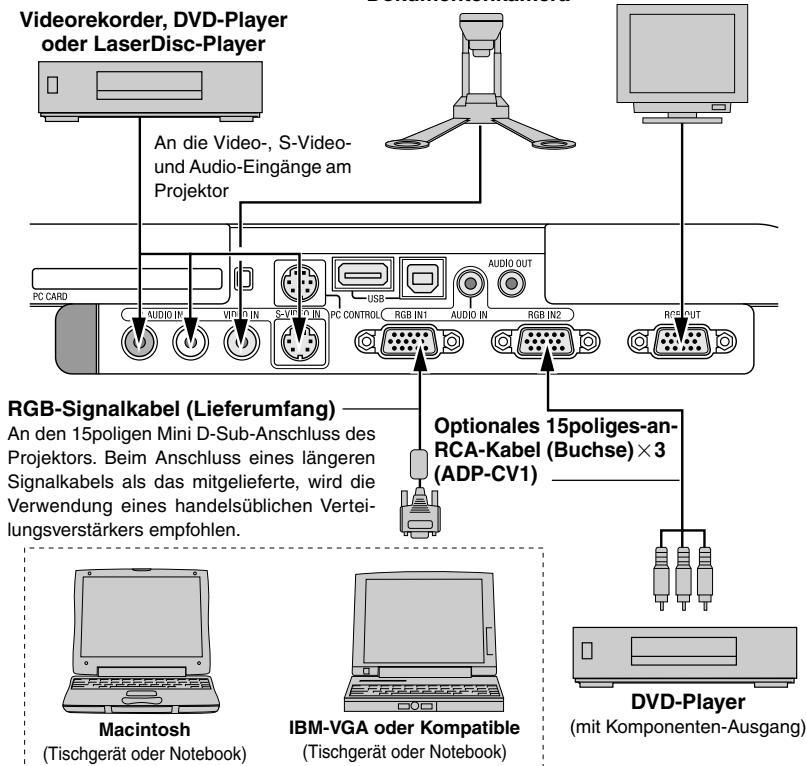 Dokumentenkamera
Videorekorder, DVD-Player
oder LaserDisc-Player
An die Video-, S-Video-
und Audio-Eingänge am
Projektor
AUDIO OUT
USB
PC CARD
AUDIO IN
VIDEO IN
S-VIDEO IN
PC CONTROL
RGB IN1
AUDIO IN
RGB IN2
RGB OUT
RGB-Signalkabel (Lieferumfang)
An den 15poligen Mini D-Sub-Anschluss des
Projektors. Beim Anschluss eines längeren
Signalkabels als das mitgelieferte, wird die
Verwendung eines handelsüblichen Vertei-
lungsverstärkers empfohlen.
Optionales 15poliges-an-
RCA-Kabel (Buchse)×3
(ADP-CV1)
Macintosh
(Tischgerät oder Notebook)
IBM-VGA oder Kompatible
(Tischgerät oder Notebook)
DVD-Player
(mit Komponenten-Ausgang)